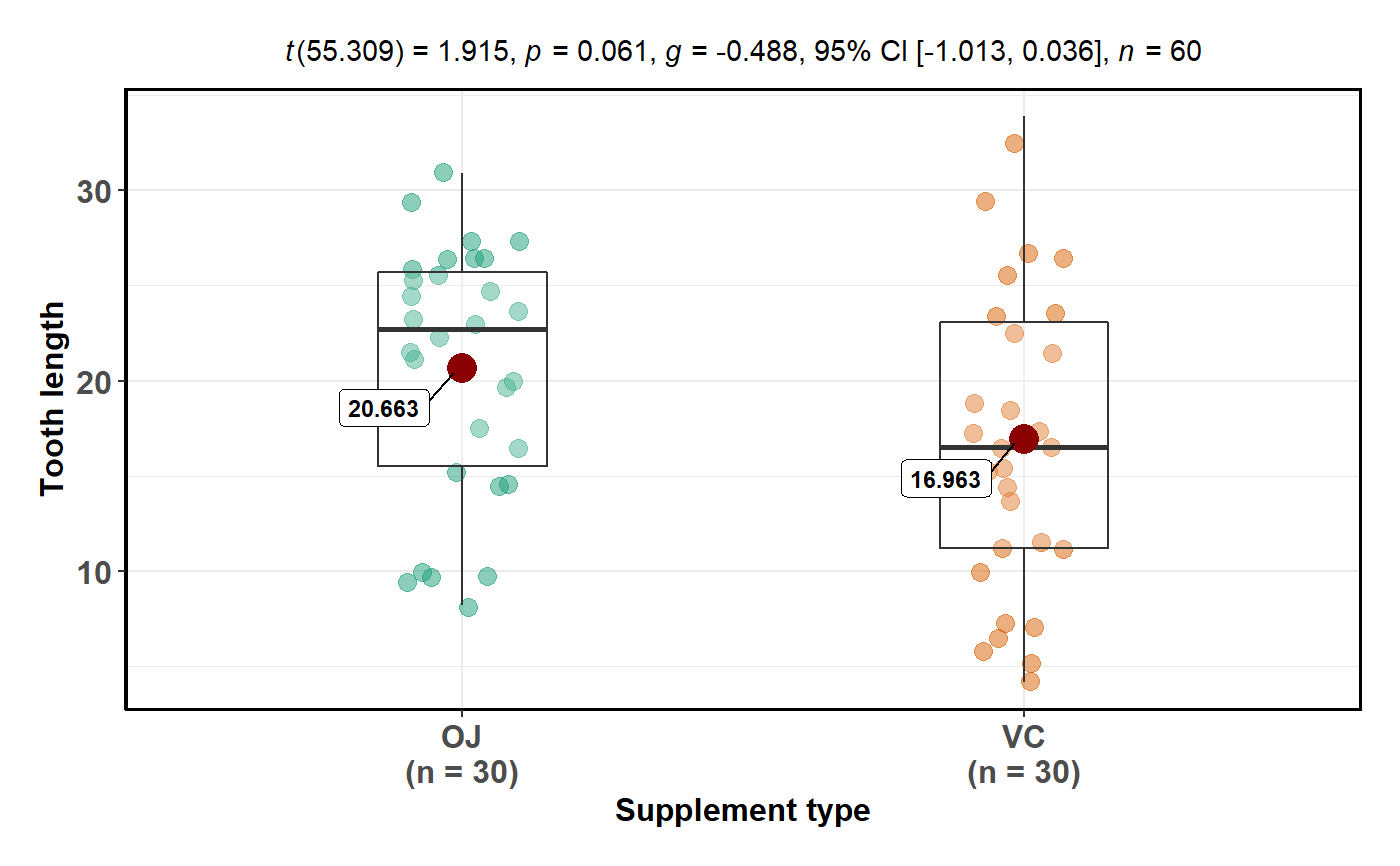 t(55.309) = 1.915, p = 0.061, g = -0.488, 95% CI [-1.013, 0.036], n = 60
Tooth length
30
20
10
20.663
16.963
OJ
(n = 30)
VC
(n = 30)
Supplement type